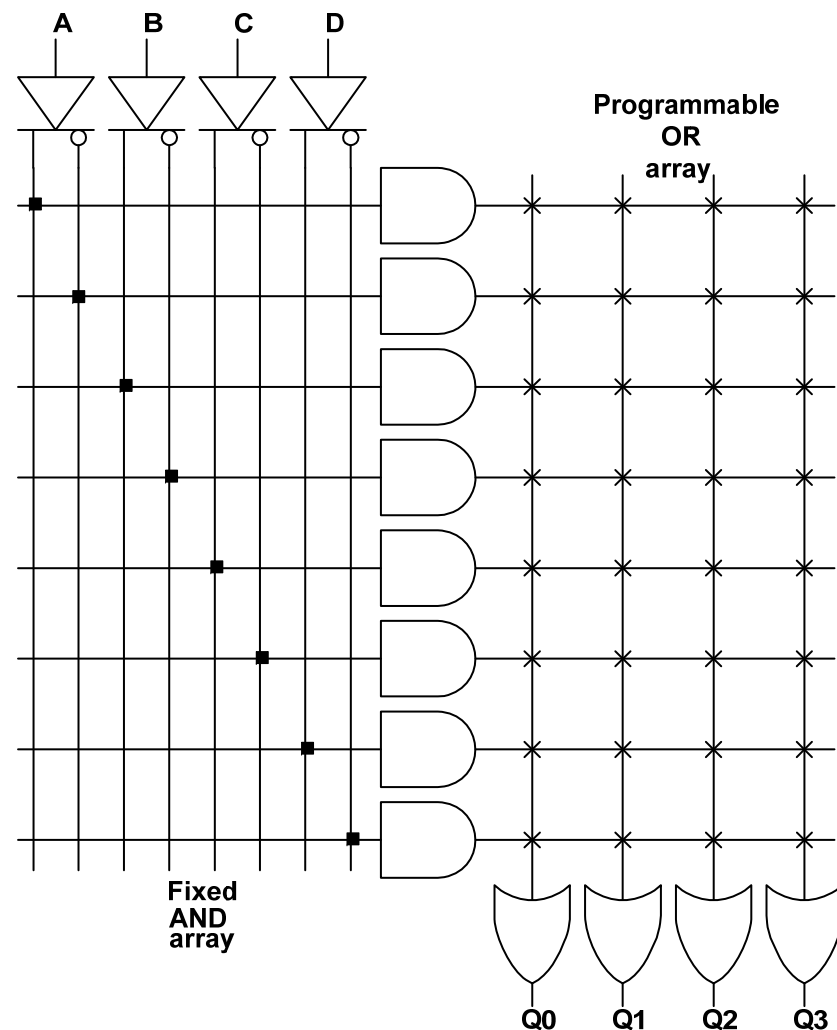 A B C D
Programmable
OR
array
Fixed
AND
array
Q0 Q1 Q2 Q3